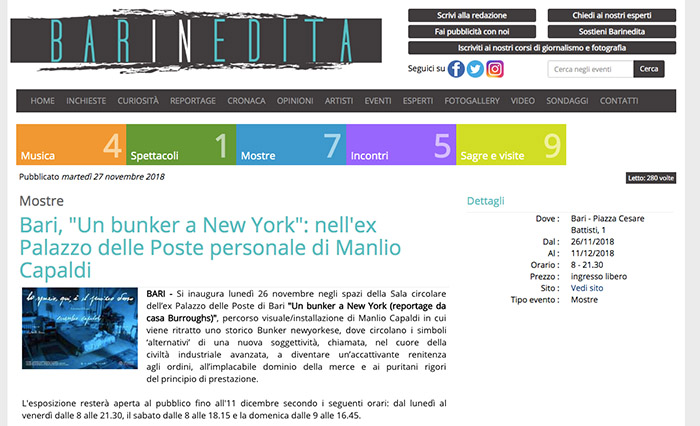 BARINEDITA
Scrivi alla redazione
Chiedi ai nostri esperti
Fai pubblicità con noi
Sostieni Barinedita
Iscriviti ai nostri corsi di giornalismo e fotografia
Seguici su
Cerca negli eventi
Cerca
HOME INCHIESTE CURIOSITÀ REPORTAGE CRONACA OPINIONI ARTISTI EVENTI ESPERTI FOTOGALLERY VIDEO SONDAGGI CONTATTI
Musica 4
Spettacoli 1
Mostre 7
Incontri 5
Sagre e visite 9
Pubblicato martedì 27 novembre 2018
Letto: 280 volte
Mostre
Bari, "Un bunker a New York": nell'ex
Palazzo delle Poste personale di Manlio
Capaldi
lo spazio, qui, è il pensiero stesso
manlio capaldi
BARI - Si inaugura lunedì 26 novembre negli spazi della Sala circolare
dell'ex Palazzo delle Poste di Bari "Un bunker a New York (reportage da
casa Burroughs)", percorso visuale/installazione di Manlio Capaldi in cui
viene ritratto uno storico Bunker newyorkese, dove circolano i simboli
'alternativi' di una nuova soggettività, chiamata, nel cuore della
civiltà industriale avanzata, a diventare un'accattivante renitenza
agli ordini, all'implacabile dominio della merce e ai puritani rigori
del principio di prestazione.
L'esposizione resterà aperta al pubblico fino all'11 dicembre secondo i seguenti orari: dal lunedì al
venerdì dalle 8 alle 21.30, il sabato dalle 8 alle 18.15 e la domenica dalle 9 alle 16.45.
Dettagli
Dove : Bari - Piazza Cesare
Battisti, 1
Dal : 26/11/2018
Al : 11/12/2018
Orario : 8 - 21.30
Prezzo : ingresso libero
Sito : Vedi sito
Tipo evento : Mostre